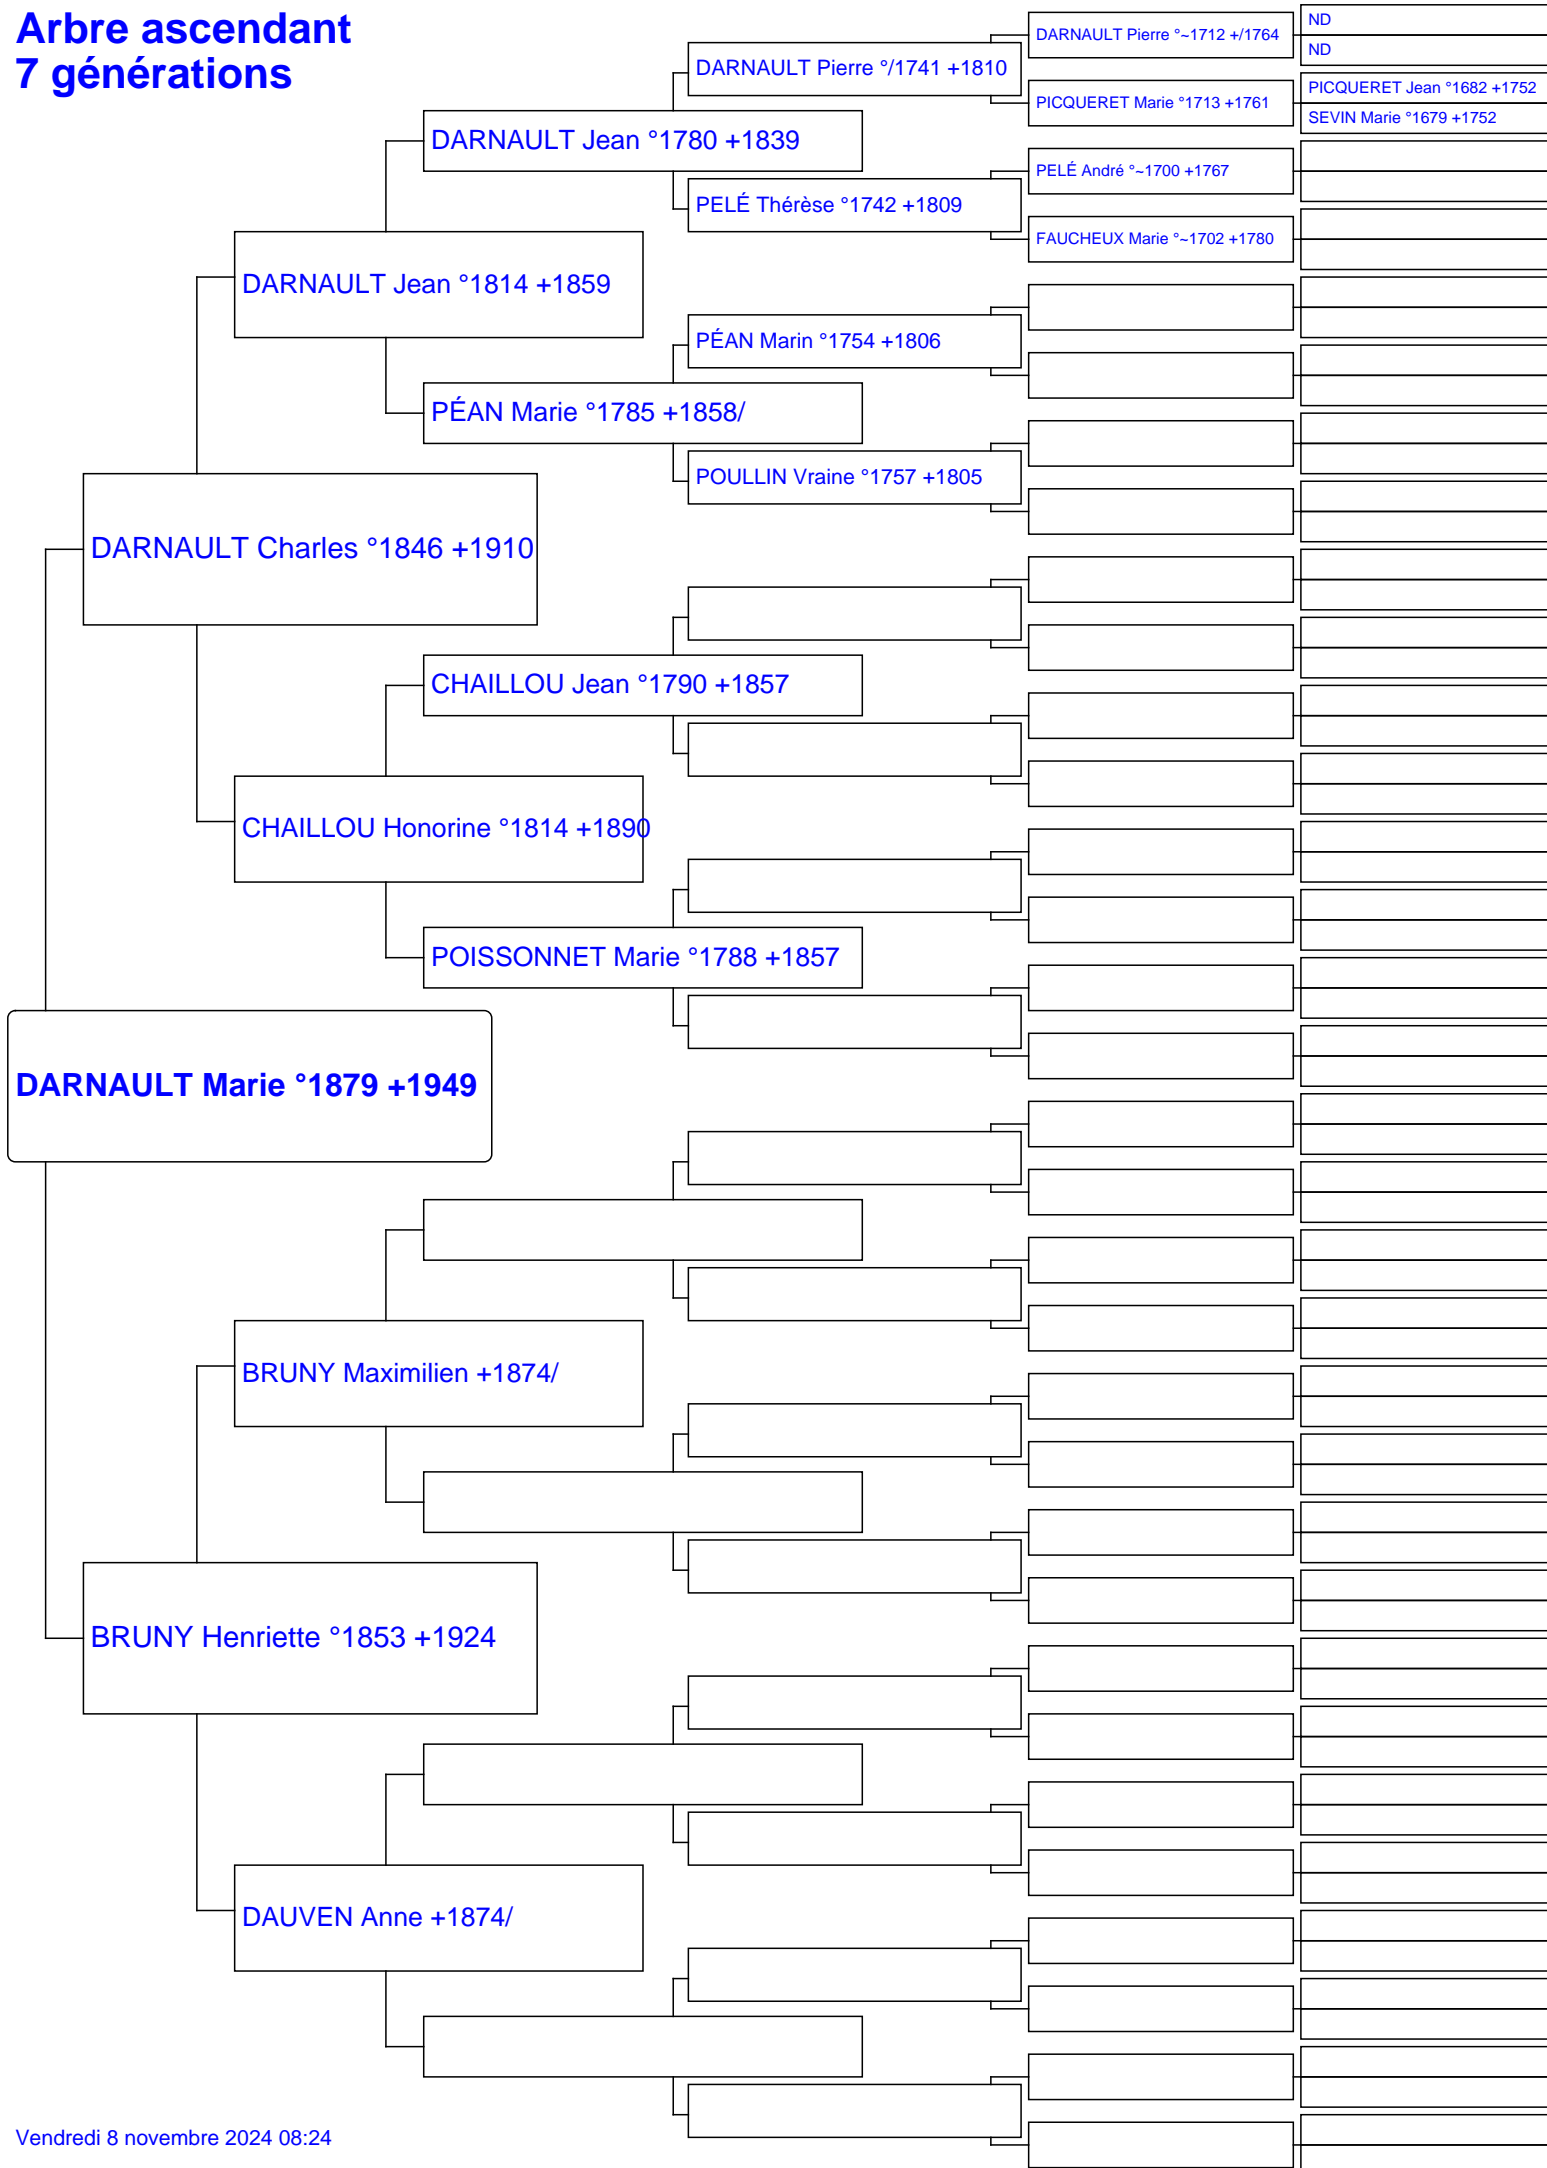 Arbre ascendant
7 générations
DARNAULT Pierre °~1712 +/1764
ND
ND
DARNAULT Pierre °/1741 +1810
PICQUERET Marie °1713 +1761
PICQUERET Jean °1682 +1752
SEVIN Marie °1679 +1752
DARNAULT Jean °1780 +1839
PELÉ André °~1700 +1767
PELÉ Thérèse °1742 +1809
FAUCHEUX Marie °~1702 +1780
DARNAULT Jean °1814 +1859
PÉAN Marin °1754 +1806
PÉAN Marie °1785 +1858/
POULLIN Vraine °1757 +1805
DARNAULT Charles °1846 +1910
CHAILLOU Jean °1790 +1857
CHAILLOU Honorine °1814 +1890
POISSONNET Marie °1788 +1857
DARNAULT Marie °1879 +1949
BRUNY Maximilien +1874/
BRUNY Henriette °1853 +1924
DAUVEN Anne +1874/
Vendredi 8 novembre 2024 08:24